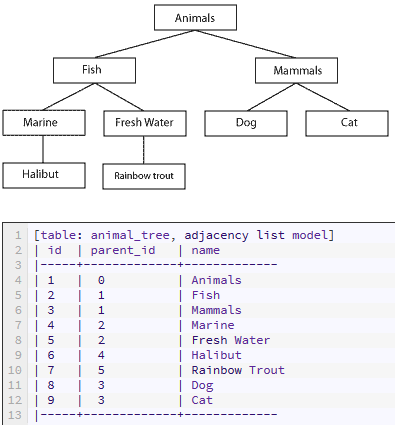 Animals
Fish
Mammals
Marine
Fresh Water
Dog
Cat
Halibut
Rainbow trout
1 [table: animal_tree, adjacency list model]
2 | id | parent_id | name
3 |-----+-------------+-------------
4 | 1 | 0 | Animals
5 | 2 | 1 | Fish
6 | 3 | 1 | Mammals
7 | 4 | 2 | Marine
8 | 5 | 2 | Fresh Water
9 | 6 | 4 | Halibut
10 | 7 | 5 | Rainbow Trout
11 | 8 | 3 | Dog
12 | 9 | 3 | Cat
13 |-----+-------------+-------------